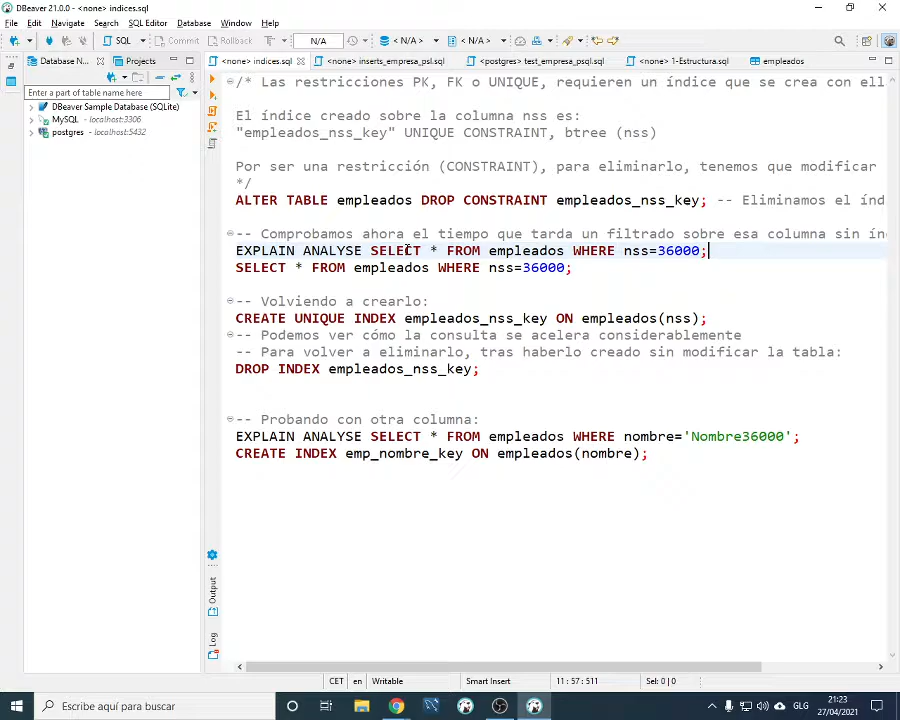 DBeaver 21.0.0 - <none> indices.sql
File Edit Navigate Search SQL Editor Database Window Help
SQL Commit Rollback T N/A < N/A > < N/A >
Database N... Projects
<none> indices.sql <none> inserts_empresa_psl.sql <postgres> test_empresa_psql.sql <none> 1-Estructura.sql empleados
Enter a part of table name here
DBeaver Sample Database (SQLite)
MySQL - localhost:3306
postgres - localhost:5432
/* Las restricciones PK, FK o UNIQUE, requieren un índice que se crea con ell
El índice creado sobre la columna nss es:
"empleados_nss_key" UNIQUE CONSTRAINT, btree (nss)
Por ser una restricción (CONSTRAINT), para eliminarlo, tenemos que modificar
*/
ALTER TABLE empleados DROP CONSTRAINT empleados_nss_key; -- Eliminamos el índ
-- Comprobamos ahora el tiempo que tarda un filtrado sobre esa columna sin ín
EXPLAIN ANALYSE SELECT * FROM empleados WHERE nss=36000;
SELECT * FROM empleados WHERE nss=36000;
-- Volviendo a crearlo:
CREATE UNIQUE INDEX empleados_nss_key ON empleados(nss);
-- Podemos ver cómo la consulta se acelera considerablemente
-- Para volver a eliminarlo, tras haberlo creado sin modificar la tabla:
DROP INDEX empleados_nss_key;
-- Probando con otra columna:
EXPLAIN ANALYSE SELECT * FROM empleados WHERE nombre='Nombre36000';
CREATE INDEX emp_nombre_key ON empleados(nombre);
Output
Log
CET en Writable Smart Insert 11 : 57 : 511 Sel: 0 | 0
Escribe aquí para buscar
GLG
21:23
27/04/2021